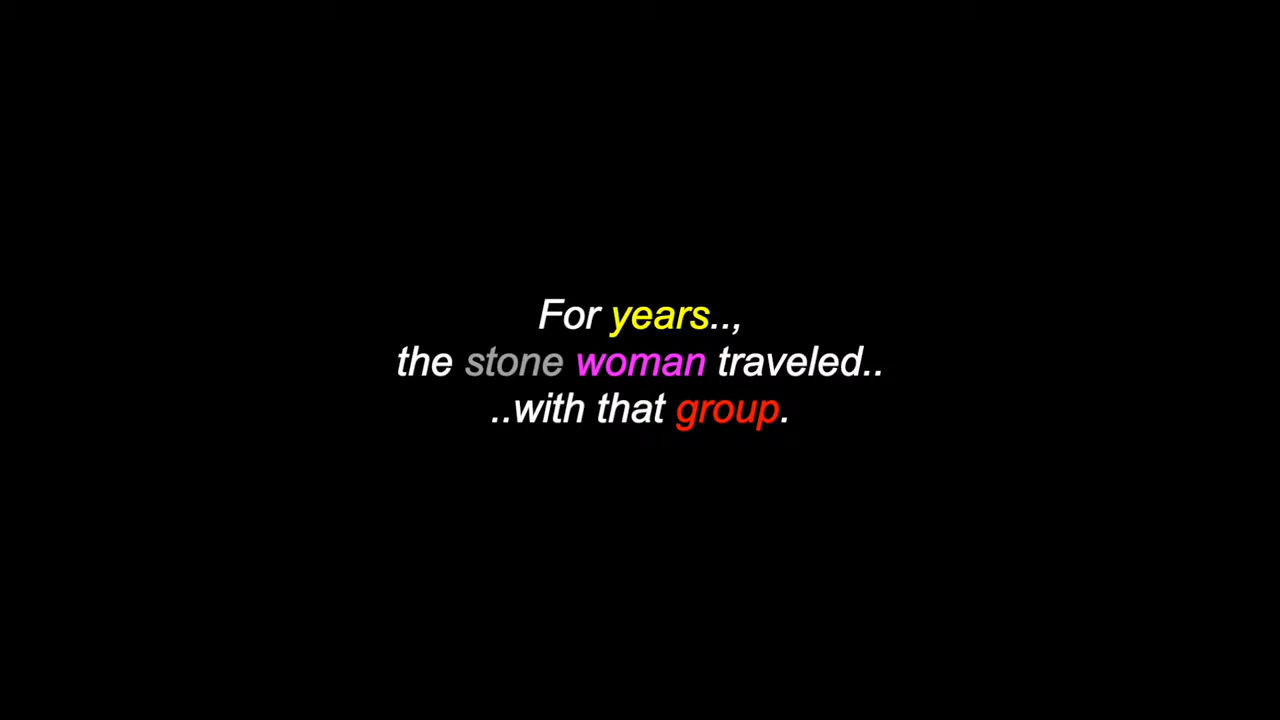 For years..,
the stone woman traveled..
..with that group.